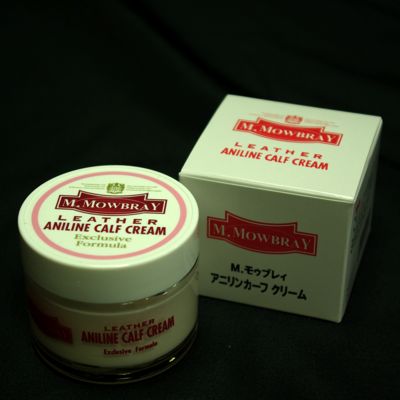 M. MOWBRAY
LEATHER
ANILINE CALF CREAM
M. MOWBRAY
M.モゥブレィ
アニリンカーフ クリーム
M. MOWBRAY
LEATHER
ANILINE CALF CREAM
Exclusive
Formula
LEATHER
ANILINE CALF CREAM
Exclusive Formula